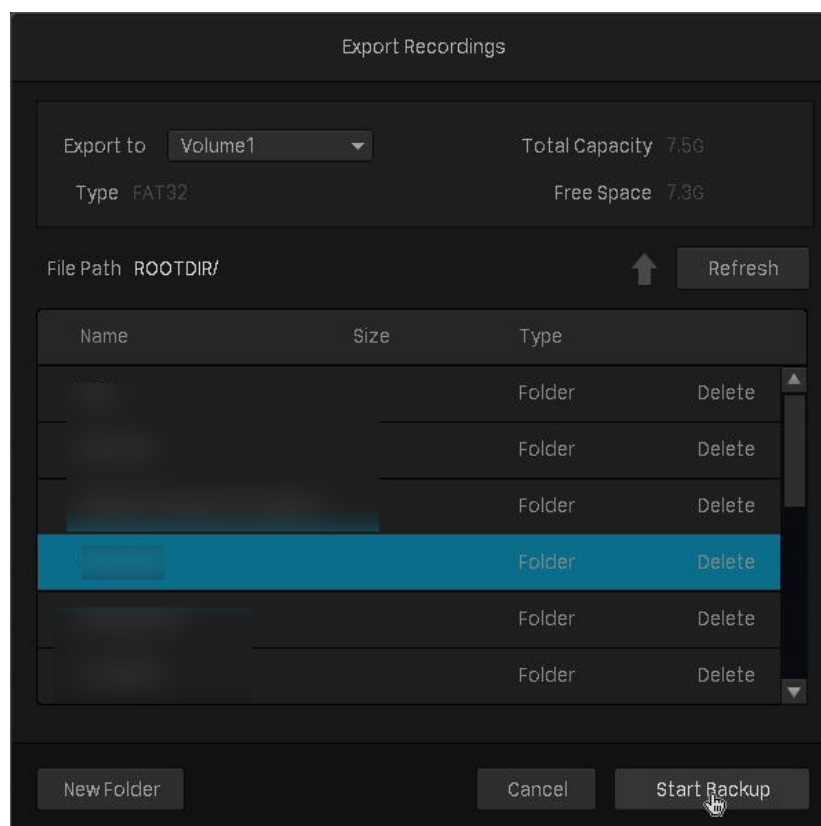 Export Recordings
Export to Volume1 Total Capacity 7.5G
Type FAT32 Free Space 7.3G
File Path ROOTDIR/ Refresh
Name Size Type
Folder Delete
Folder Delete
Folder Delete
Folder Delete
Folder Delete
Folder Delete
New Folder Cancel Start Backup